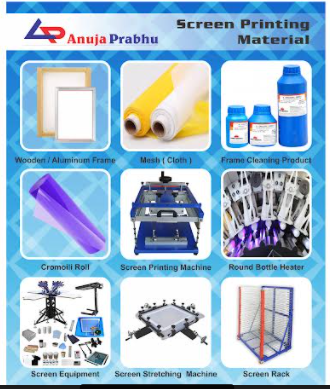 Anuja Prabhu
Screen Printing
Material
Wooden / Aluminum Frame
Mesh ( Cloth )
Frame Cleaning Product
Cromolli Roll
Screen Printing Machine
Round Bottle Heater
Screen Equipment
Screen Stretching Machine
Screen Rack